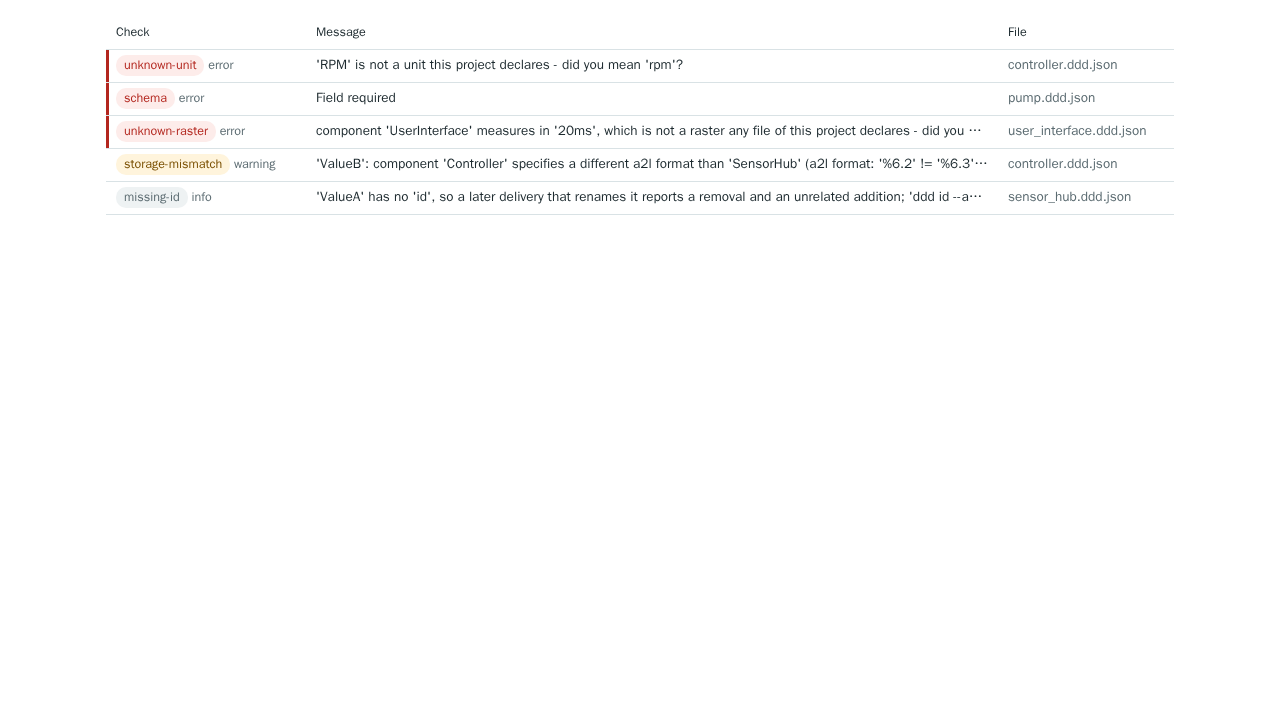 Check Message File
unknown-unit error 'RPM' is not a unit this project declares - did you mean 'rpm'? controller.ddd.json
schema error Field required pump.ddd.json
unknown-raster error component 'UserInterface' measures in '20ms', which is not a raster any file of this project declares - did you ··· user_interface.ddd.json
storage-mismatch warning 'ValueB': component 'Controller' specifies a different a2l format than 'SensorHub' (a2l format: '%6.2' != '%6.3'··· controller.ddd.json
missing-id info 'ValueA' has no 'id', so a later delivery that renames it reports a removal and an unrelated addition; 'ddd id --a··· sensor_hub.ddd.json